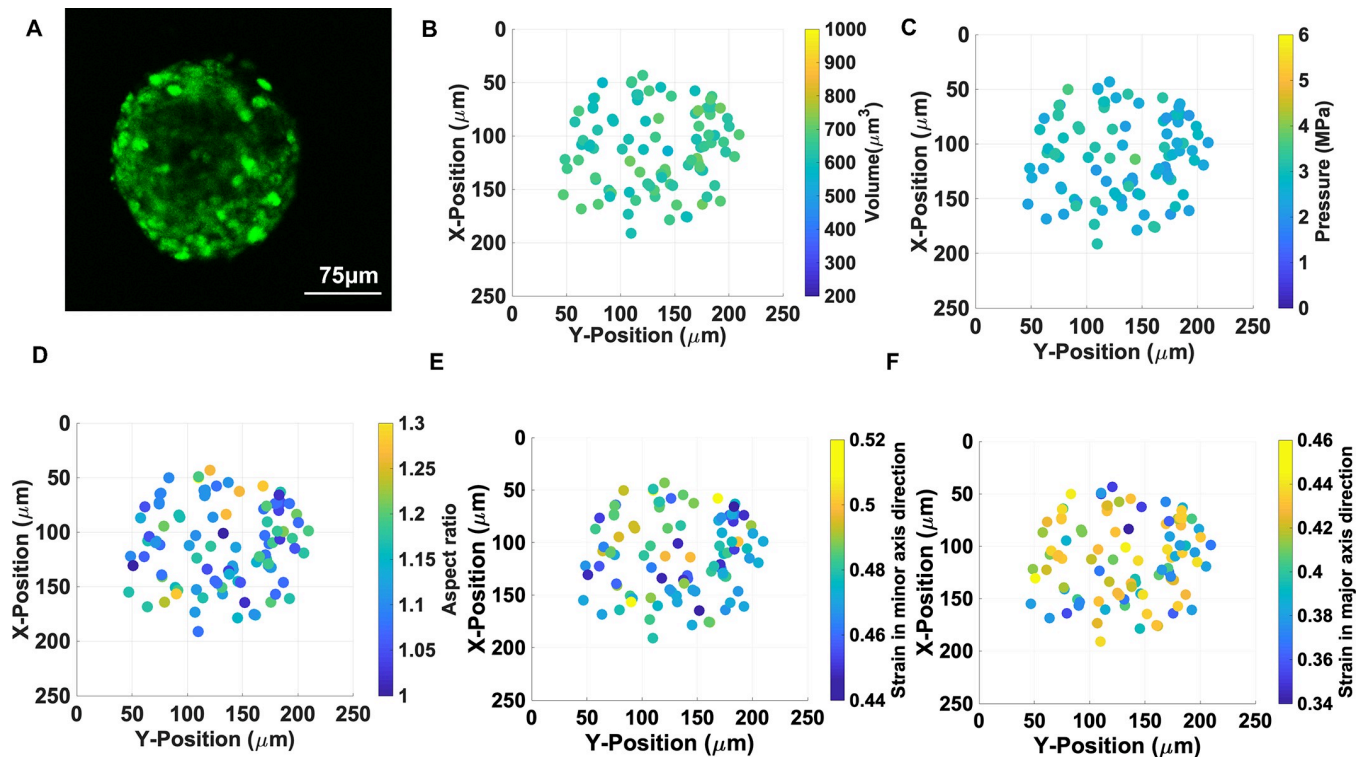 A
75µm
B
0
50
100
150
200
250
X-Position (μm)
0 50 100 150 200 250
Y-Position (μm)
1000
900
800
700
600
500
400
300
200
Volume(μm³)
C
0
50
100
150
200
250
X-Position (μm)
0 50 100 150 200 250
Y-Position (μm)
6
5
4
3
2
1
0
Pressure (MPa)
D
0
50
100
150
200
250
X-Position (μm)
0 50 100 150 200 250
Y-Position (μm)
1.3
1.25
1.2
1.15
1.1
1.05
1
Aspect ratio
E
0
50
100
150
200
250
X-Position (μm)
0 50 100 150 200 250
Y-Position (μm)
0.52
0.5
0.48
0.46
0.44
Strain in minor axis direction
F
0
50
100
150
200
250
X-Position (μm)
0 50 100 150 200 250
Y-Position (μm)
0.46
0.44
0.42
0.4
0.38
0.36
0.34
Strain in major axis direction